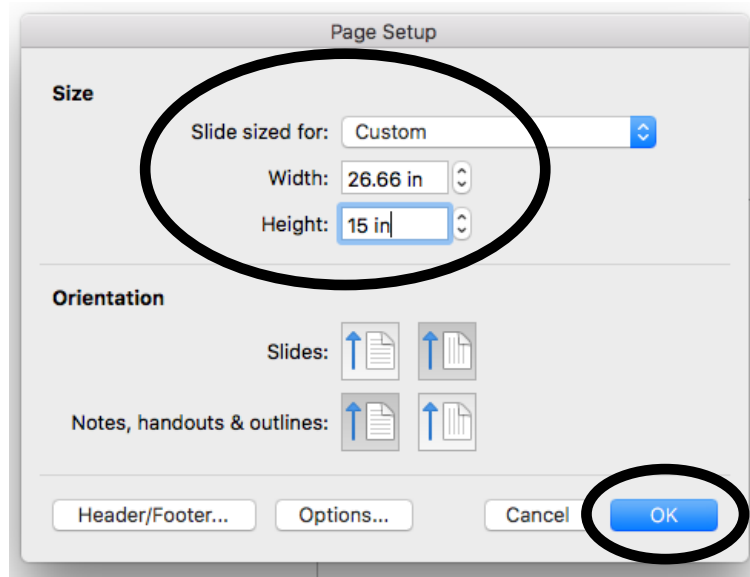 Page Setup
Size
Slide sized for: Custom
Width: 26.66 in
Height: 15 in
Orientation
Slides:
Notes, handouts & outlines:
Header/Footer... Options... Cancel OK